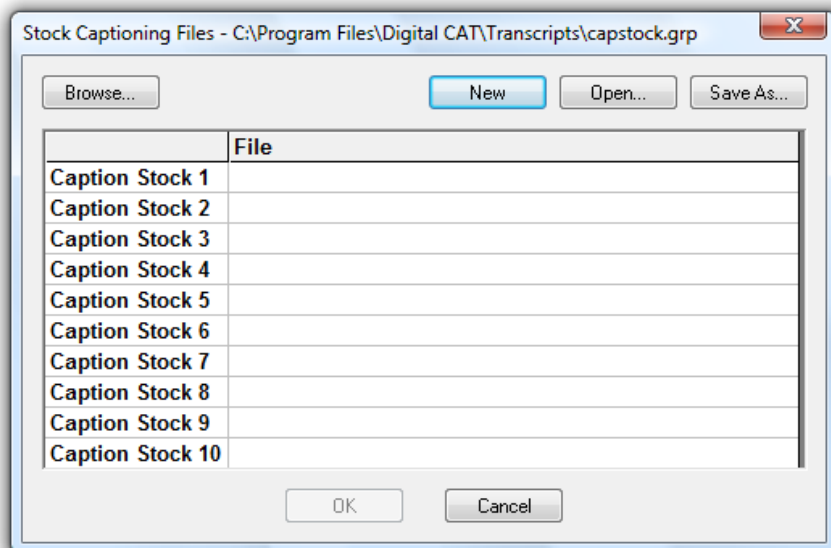 Stock Captioning Files - C:\Program Files\Digital CAT\Transcripts\capstock.grp
Browse... New Open... Save As...
File
Caption Stock 1
Caption Stock 2
Caption Stock 3
Caption Stock 4
Caption Stock 5
Caption Stock 6
Caption Stock 7
Caption Stock 8
Caption Stock 9
Caption Stock 10
OK Cancel